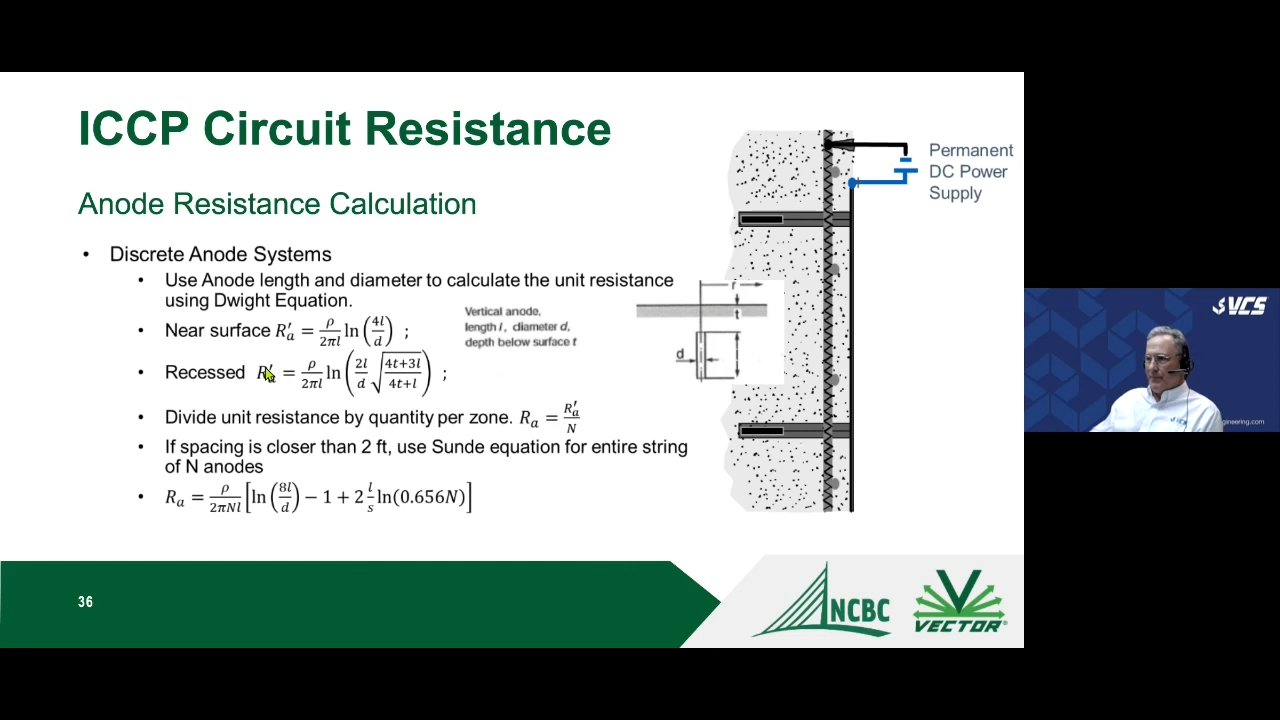 ICCP Circuit Resistance
Anode Resistance Calculation
• Discrete Anode Systems
• Use Anode length and diameter to calculate the unit resistance
using Dwight Equation.
• Near surface R′ₐ = ρ/(2πl) ln(4l/d) ;
• Recessed R′ₐ = ρ/(2πl) ln(2l/d √((4t+3l)/(4t+l))) ;
• Divide unit resistance by quantity per zone. Rₐ = R′ₐ/N
• If spacing is closer than 2 ft, use Sunde equation for entire string
of N anodes
• Rₐ = ρ/(2πNl) [ln(8l/d) − 1 + 2 l/s ln(0.656N)]
Vertical anode,
length l, diameter d,
depth below surface t
r
t
d
Permanent
DC Power
Supply
36
NCBC
VECTOR®
VCS
gineering.com